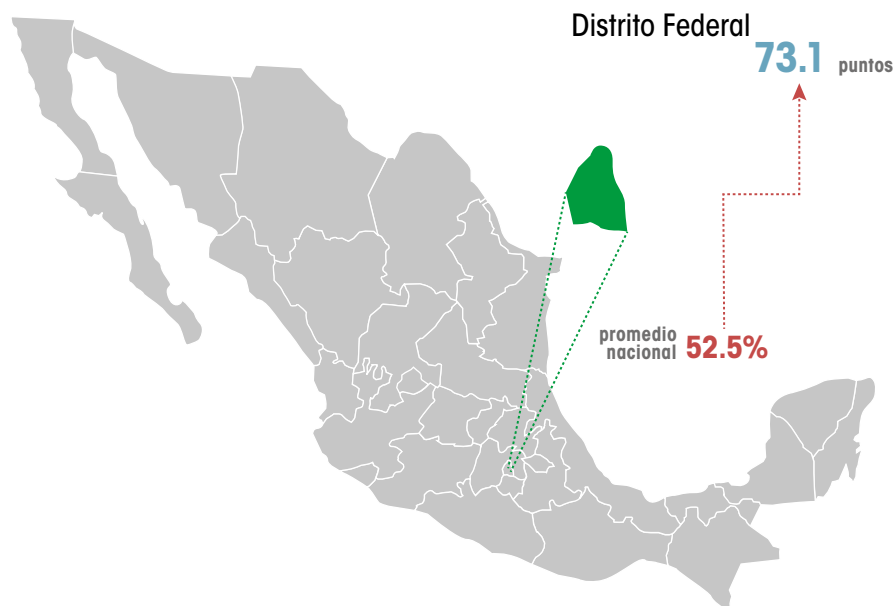 Distrito Federal
73.1 puntos
promedio
nacional 52.5%